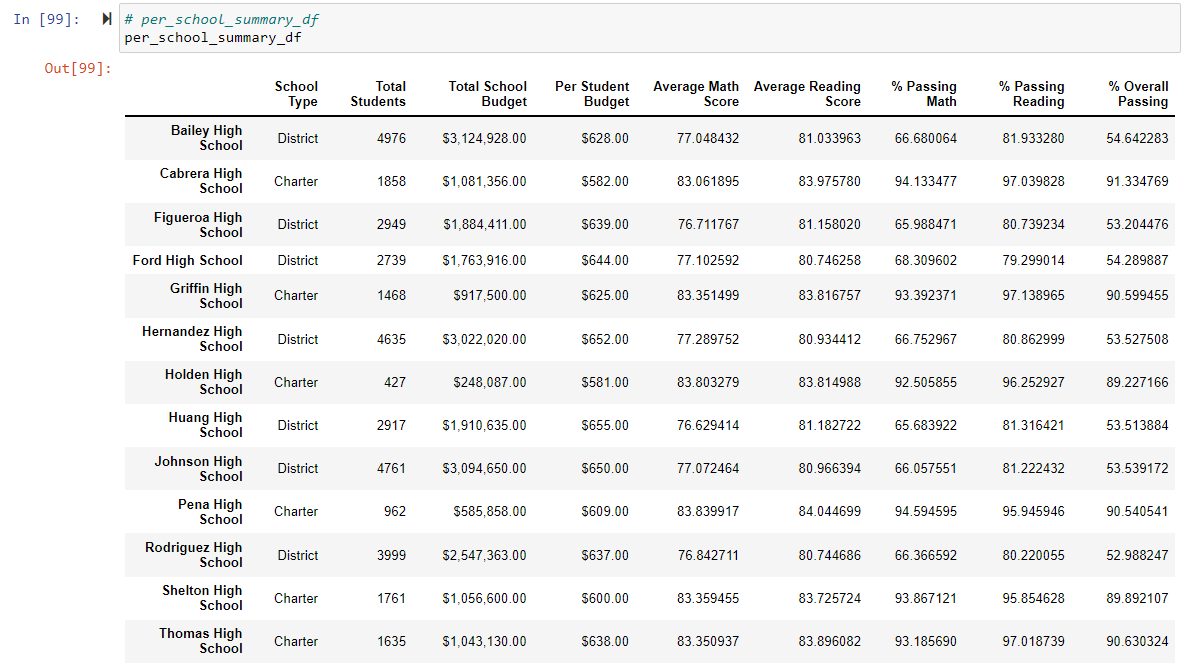 In [99]:
# per_school_summary_df
per_school_summary_df
Out[99]:
School Type Total Students Total School Budget Per Student Budget Average Math Score Average Reading Score % Passing Math % Passing Reading % Overall Passing
Bailey High School District 4976 $3,124,928.00 $628.00 77.048432 81.033963 66.680064 81.933280 54.642283
Cabrera High School Charter 1858 $1,081,356.00 $582.00 83.061895 83.975780 94.133477 97.039828 91.334769
Figueroa High School District 2949 $1,884,411.00 $639.00 76.711767 81.158020 65.988471 80.739234 53.204476
Ford High School District 2739 $1,763,916.00 $644.00 77.102592 80.746258 68.309602 79.299014 54.289887
Griffin High School Charter 1468 $917,500.00 $625.00 83.351499 83.816757 93.392371 97.138965 90.599455
Hernandez High School District 4635 $3,022,020.00 $652.00 77.289752 80.934412 66.752967 80.862999 53.527508
Holden High School Charter 427 $248,087.00 $581.00 83.803279 83.814988 92.505855 96.252927 89.227166
Huang High School District 2917 $1,910,635.00 $655.00 76.629414 81.182722 65.683922 81.316421 53.513884
Johnson High School District 4761 $3,094,650.00 $650.00 77.072464 80.966394 66.057551 81.222432 53.539172
Pena High School Charter 962 $585,858.00 $609.00 83.839917 84.044699 94.594595 95.945946 90.540541
Rodriguez High School District 3999 $2,547,363.00 $637.00 76.842711 80.744686 66.366592 80.220055 52.988247
Shelton High School Charter 1761 $1,056,600.00 $600.00 83.359455 83.725724 93.867121 95.854628 89.892107
Thomas High School Charter 1635 $1,043,130.00 $638.00 83.350937 83.896082 93.185690 97.018739 90.630324